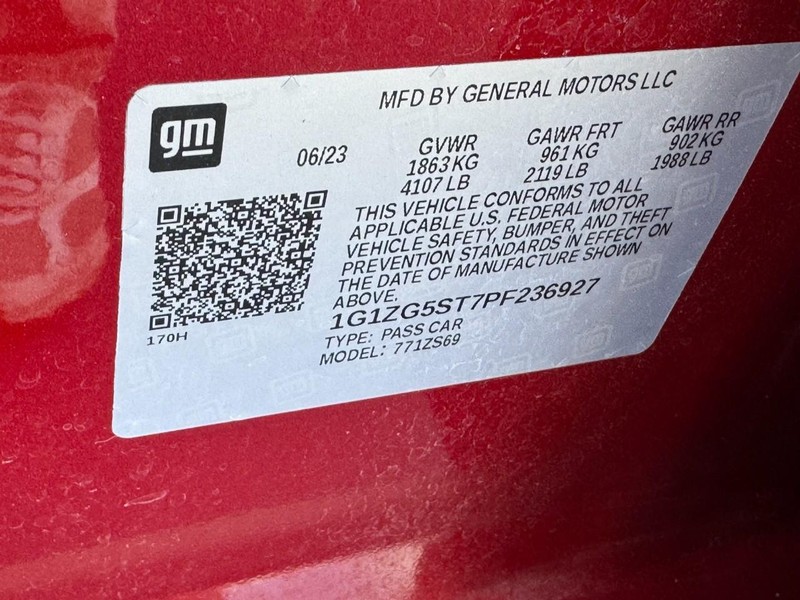 MFD BY GENERAL MOTORS LLC
gm
06/23
GVWR
1863 KG
4107 LB
GAWR FRT
961 KG
2119 LB
GAWR RR
902 KG
1988 LB
THIS VEHICLE CONFORMS TO ALL
APPLICABLE U.S. FEDERAL MOTOR
VEHICLE SAFETY, BUMPER, AND THEFT
PREVENTION STANDARDS IN EFFECT ON
THE DATE OF MANUFACTURE SHOWN
ABOVE.
1G1ZG5ST7PF236927
TYPE: PASS CAR
MODEL: 771ZS69
170H